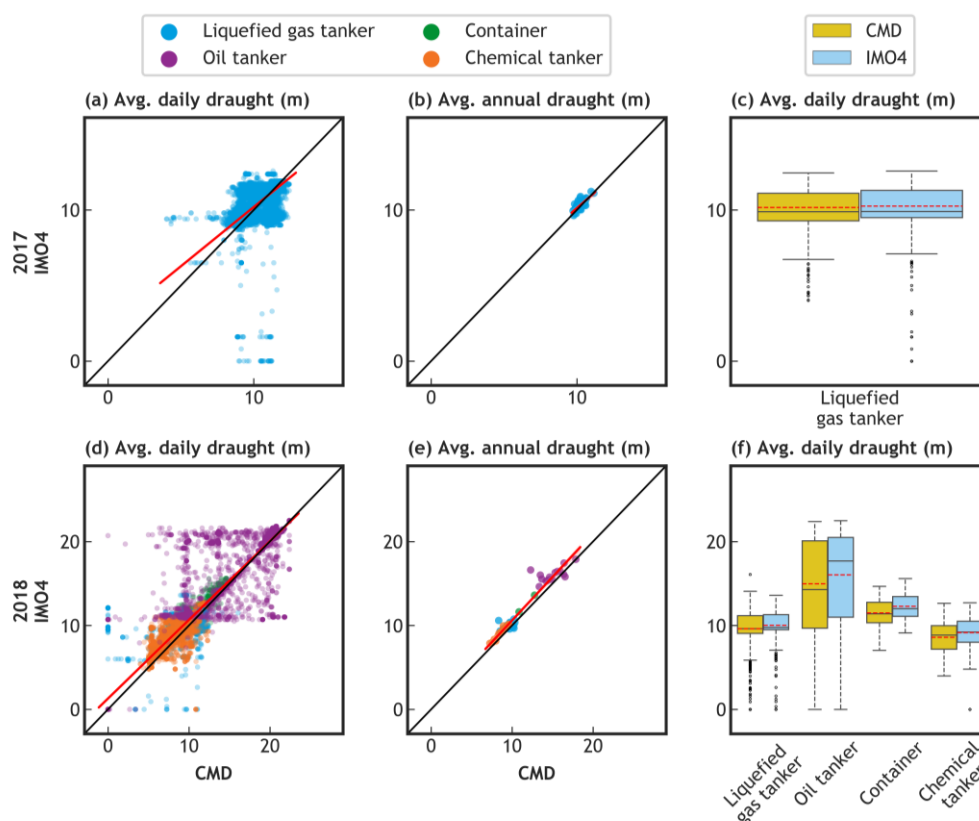 Liquefied gas tanker
Container
Oil tanker
Chemical tanker
CMD
IMO4
(a) Avg. daily draught (m)
(b) Avg. annual draught (m)
(c) Avg. daily draught (m)
2017
IMO4
10
0
0
10
10
0
0
10
10
0
Liquefied
gas tanker
(d) Avg. daily draught (m)
(e) Avg. annual draught (m)
(f) Avg. daily draught (m)
2018
IMO4
20
10
0
0
10
20
CMD
20
10
0
0
10
20
CMD
20
10
0
Liquefied
gas tanker
Oil tanker
Container
Chemical
tanker